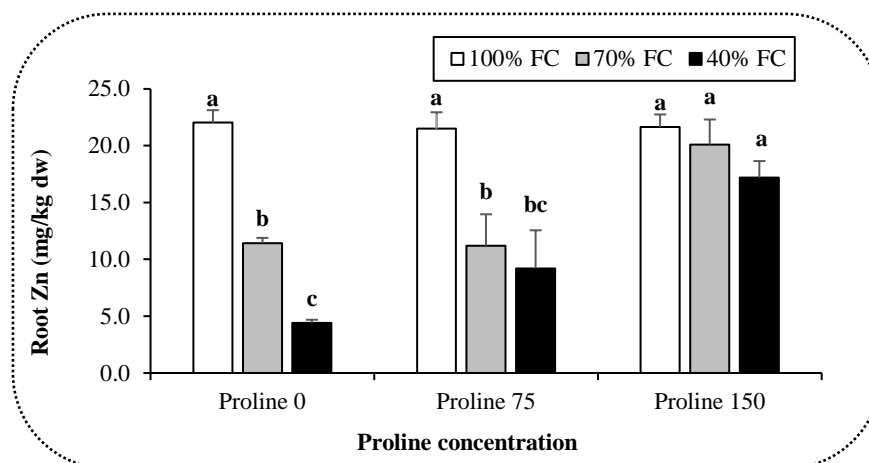 100% FC 70% FC 40% FC
25.0
20.0
15.0
10.0
5.0
0.0
Root Zn (mg/kg dw)
a b c
a b bc
a a a
Proline 0 Proline 75 Proline 150
Proline concentration